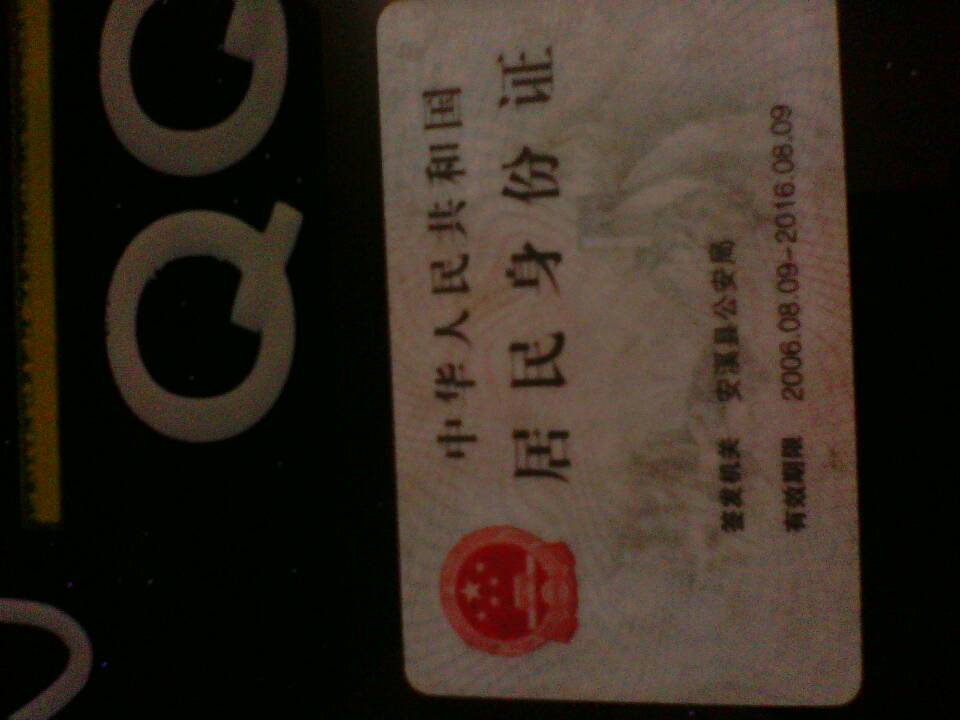 中华人民共和国
居民身份证
签发机关 安溪县公安局
有效期限 2006.08.09-2016.08.09
QQ